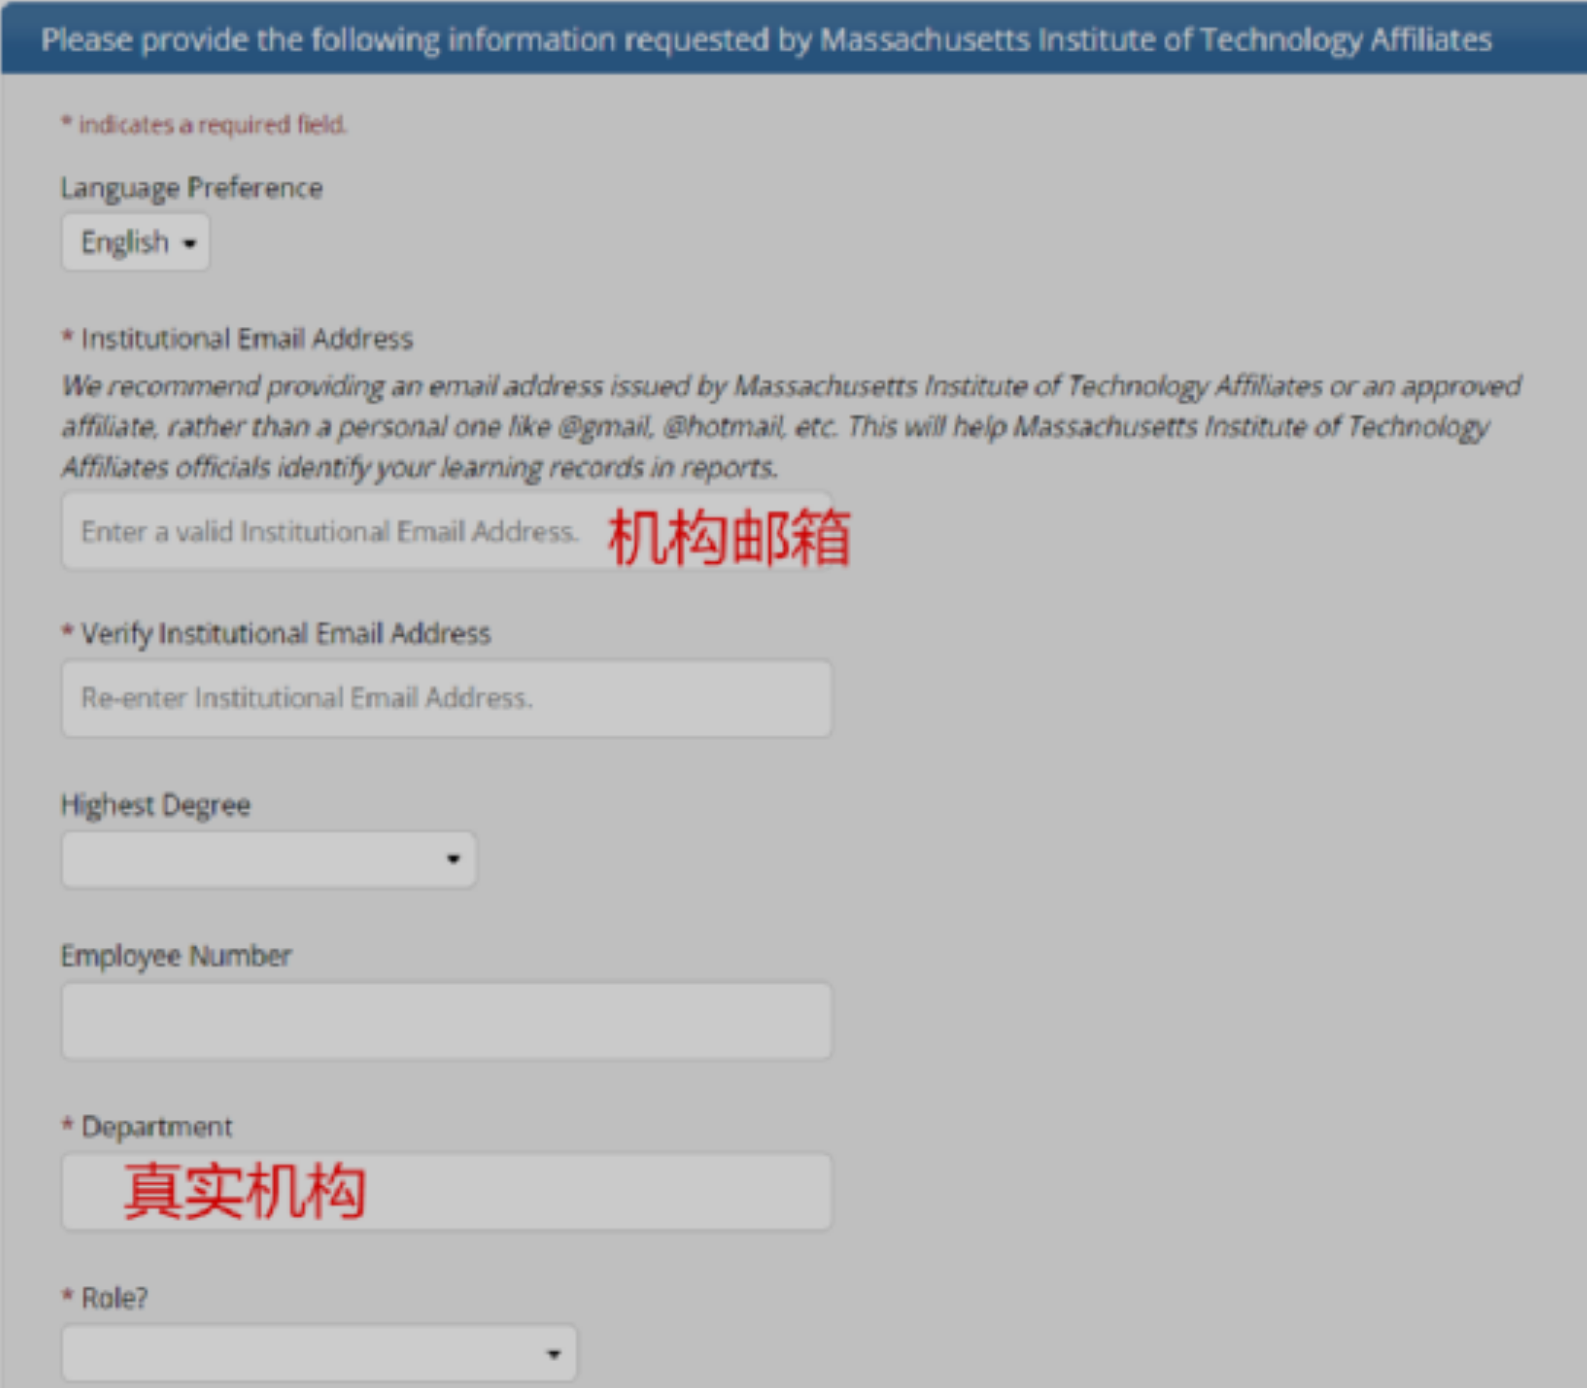 Please provide the following information requested by Massachusetts Institute of Technology Affiliates
* indicates a required field.
Language Preference
English
* Institutional Email Address
We recommend providing an email address issued by Massachusetts Institute of Technology Affiliates or an approved
affiliate, rather than a personal one like @gmail, @hotmail, etc. This will help Massachusetts Institute of Technology
Affiliates officials identify your learning records in reports.
Enter a valid Institutional Email Address. 机构邮箱
* Verify Institutional Email Address
Re-enter Institutional Email Address.
Highest Degree
Employee Number
* Department
真实机构
* Role?